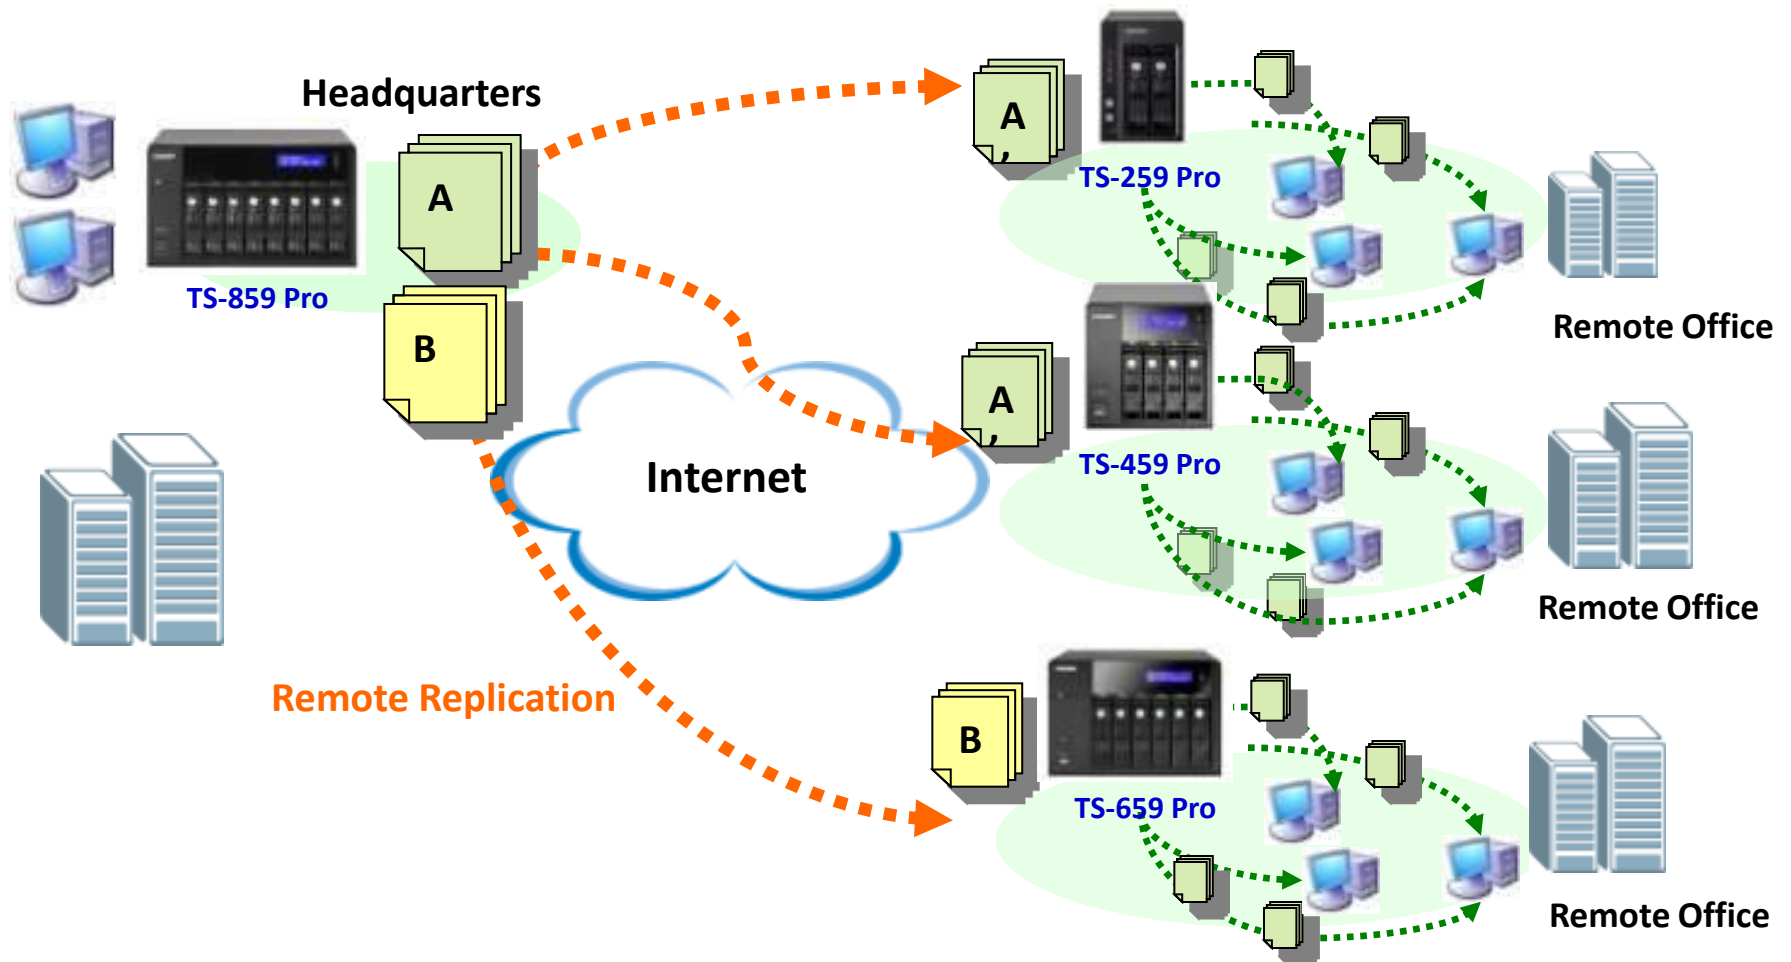 Headquarters
A
TS-859 Pro
B
Internet
Remote Replication
A
,
TS-259 Pro
Remote Office
A
,
TS-459 Pro
Remote Office
B
TS-659 Pro
Remote Office